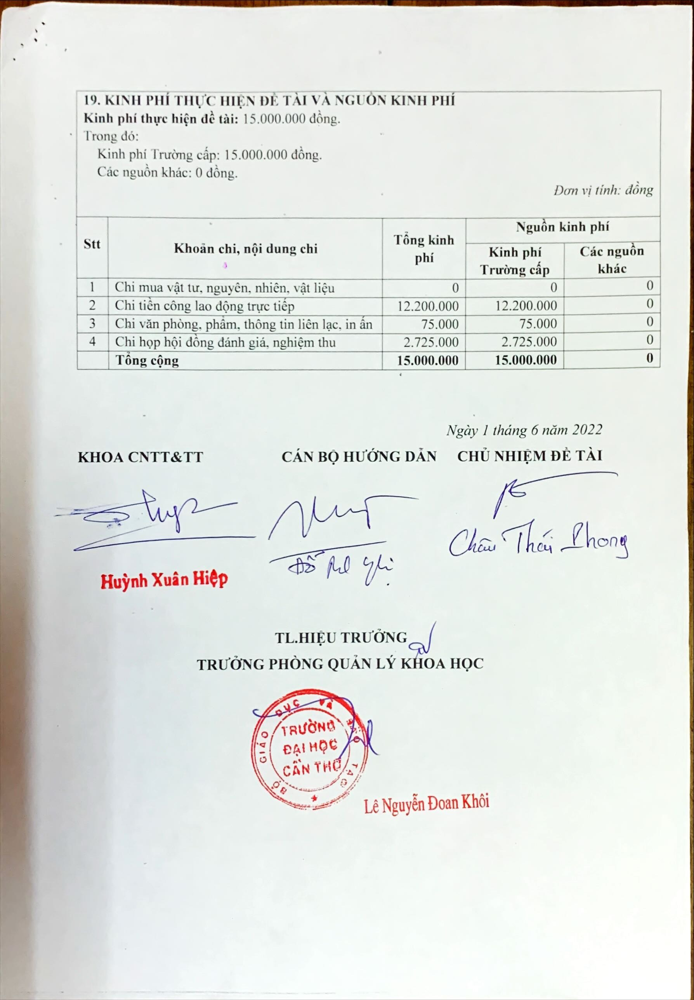 19. KINH PHÍ THỰC HIỆN ĐỀ TÀI VÀ NGUỒN KINH PHÍ
Kinh phí thực hiện đề tài: 15.000.000 đồng.
Trong đó:
Kinh phí Trường cấp: 15.000.000 đồng.
Các nguồn khác: 0 đồng.
Đơn vị tính: đồng
Stt Khoản chi, nội dung chi Tổng kinh phí Nguồn kinh phí
Kinh phí Trường cấp Các nguồn khác
1 Chi mua vật tư, nguyên, nhiên, vật liệu 0 0 0
2 Chi tiền công lao động trực tiếp 12.200.000 12.200.000 0
3 Chi văn phòng, phẩm, thông tin liên lạc, in ấn 75.000 75.000 0
4 Chi họp hội đồng đánh giá, nghiệm thu 2.725.000 2.725.000 0
Tổng cộng 15.000.000 15.000.000 0
Ngày 1 tháng 6 năm 2022
KHOA CNTT&TT CÁN BỘ HƯỚNG DẪN CHỦ NHIỆM ĐỀ TÀI
Châu Thái Phong
Huỳnh Xuân Hiệp
TL.HIỆU TRƯỞNG
TRƯỞNG PHÒNG QUẢN LÝ KHOA HỌC
BỘ GIÁO DỤC VÀ ĐÀO TẠO
TRƯỜNG
ĐẠI HỌC
CẦN THƠ
Lê Nguyễn Đoan Khôi